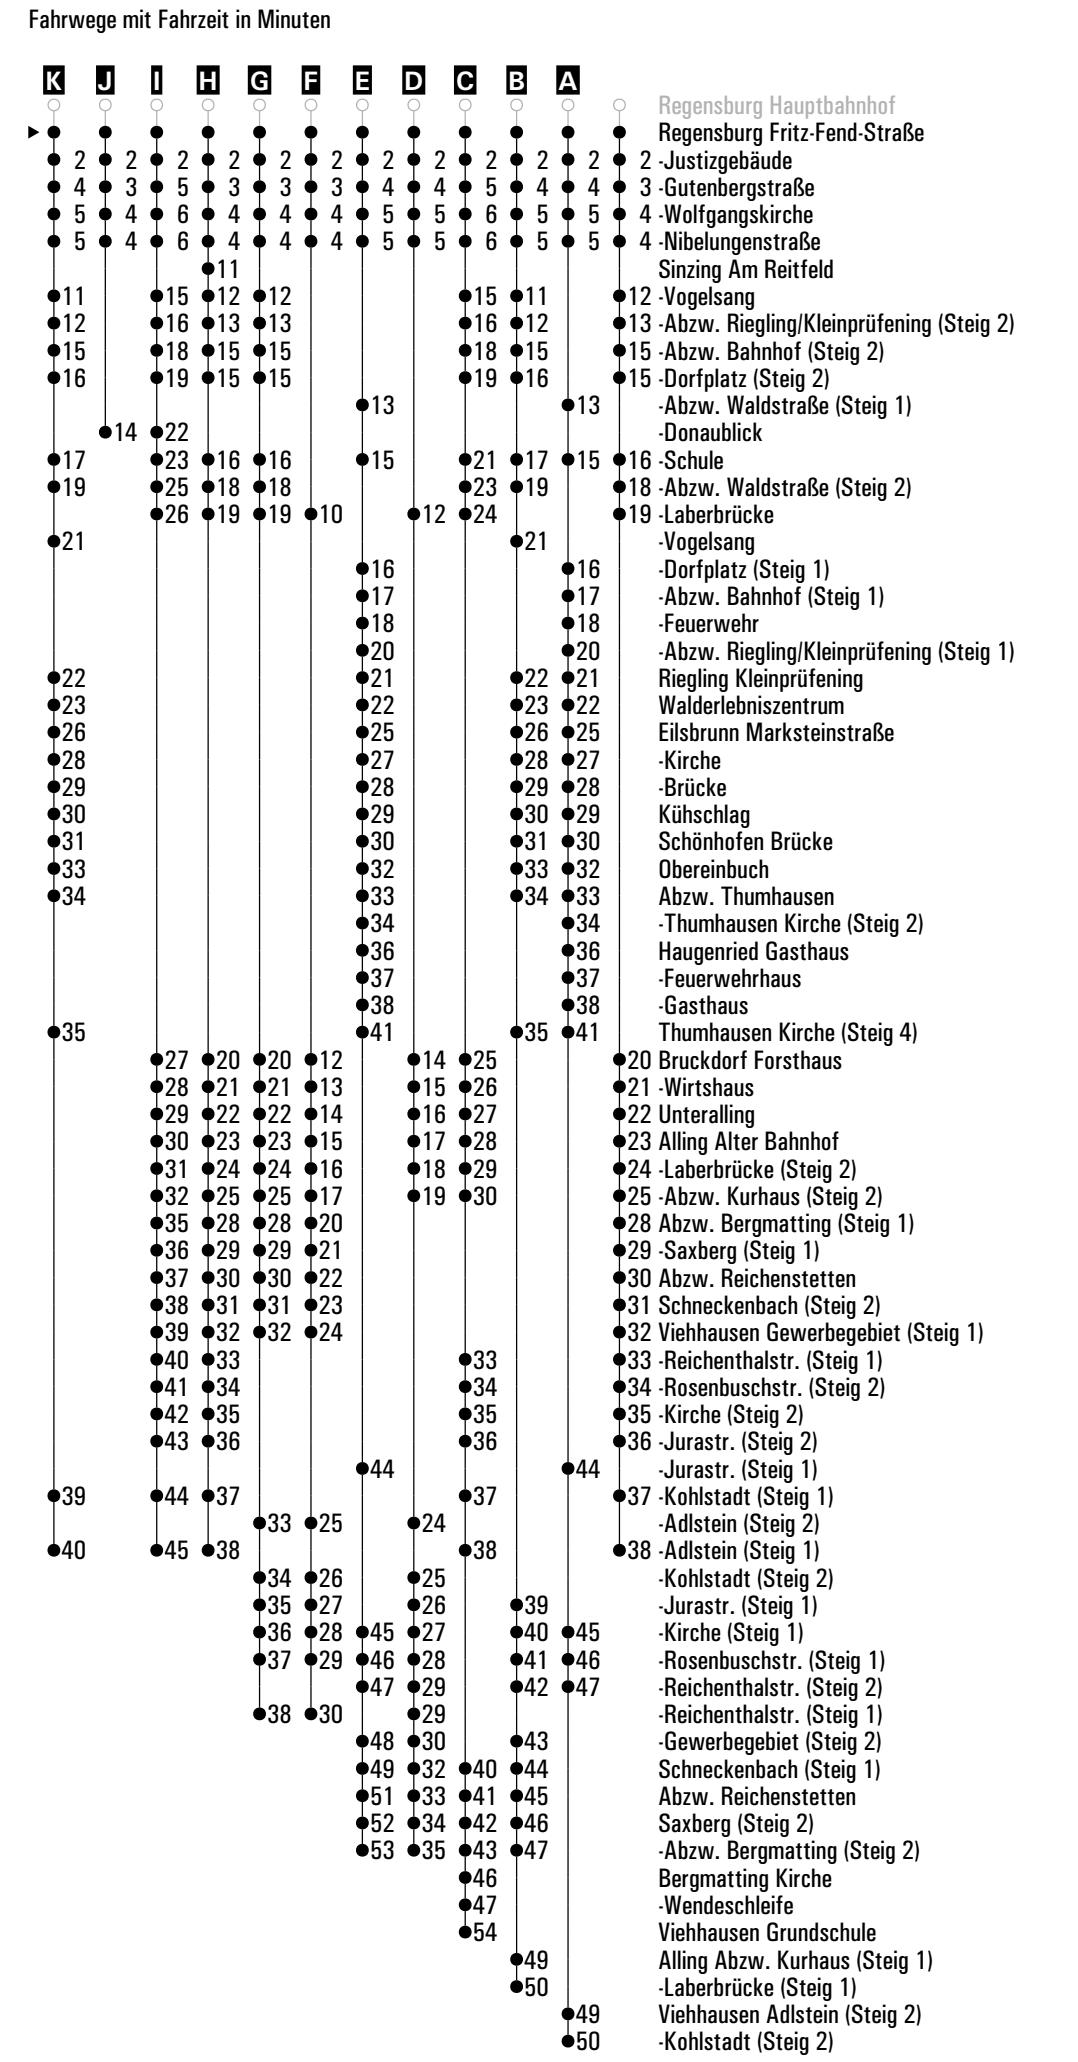 Fahrwege mit Fahrzeit in Minuten
K J I H G F E D C B A
Regensburg Hauptbahnhof
Regensburg Fritz-Fend-Straße
2 2 2 2 2 2 2 2 2 2 2 2 -Justizgebäude
4 3 5 3 3 3 4 4 5 4 4 3 -Gutenbergstraße
5 4 6 4 4 4 5 5 6 5 5 4 -Wolfgangskirche
5 4 6 4 4 4 5 5 6 5 5 4 -Nibelungenstraße
11 Sinzing Am Reitfeld
11 15 12 12 15 11 12 -Vogelsang
12 16 13 13 16 12 13 -Abzw. Riegling/Kleinprüfening (Steig 2)
15 18 15 15 18 15 15 -Abzw. Bahnhof (Steig 2)
16 19 15 15 19 16 15 -Dorfplatz (Steig 2)
13 13 -Abzw. Waldstraße (Steig 1)
14 22 -Donaublick
17 23 16 16 15 21 17 15 16 -Schule
19 25 18 18 23 19 18 -Abzw. Waldstraße (Steig 2)
26 19 19 10 12 24 19 -Laberbrücke
21 21 -Vogelsang
16 16 -Dorfplatz (Steig 1)
17 17 -Abzw. Bahnhof (Steig 1)
18 18 -Feuerwehr
20 20 -Abzw. Riegling/Kleinprüfening (Steig 1)
22 21 22 21 Riegling Kleinprüfening
23 22 23 22 Walderlebniszentrum
26 25 26 25 Eilsbrunn Marksteinstraße
28 27 28 27 -Kirche
29 28 29 28 -Brücke
30 29 30 29 Kühschlag
31 30 31 30 Schönhofen Brücke
33 32 33 32 Obereinbuch
34 33 34 33 Abzw. Thumhausen
34 34 -Thumhausen Kirche (Steig 2)
36 36 Haugenried Gasthaus
37 37 -Feuerwehrhaus
38 38 -Gasthaus
35 41 35 41 Thumhausen Kirche (Steig 4)
27 20 20 12 14 25 20 Bruckdorf Forsthaus
28 21 21 13 15 26 21 -Wirtshaus
29 22 22 14 16 27 22 Unteralling
30 23 23 15 17 28 23 Alling Alter Bahnhof
31 24 24 16 18 29 24 -Laberbrücke (Steig 2)
32 25 25 17 19 30 25 -Abzw. Kurhaus (Steig 2)
35 28 28 20 28 Abzw. Bergmatting (Steig 1)
36 29 29 21 29 -Saxberg (Steig 1)
37 30 30 22 30 Abzw. Reichenstetten
38 31 31 23 31 Schneckenbach (Steig 2)
39 32 32 24 32 Viehhausen Gewerbegebiet (Steig 1)
40 33 33 33 -Reichenthalstr. (Steig 1)
41 34 34 34 -Rosenbuschstr. (Steig 2)
42 35 35 35 -Kirche (Steig 2)
43 36 36 36 -Jurastr. (Steig 2)
44 44 -Jurastr. (Steig 1)
39 44 37 37 37 -Kohlstadt (Steig 1)
33 25 24 -Adlstein (Steig 2)
40 45 38 38 38 -Adlstein (Steig 1)
34 26 25 -Kohlstadt (Steig 2)
35 27 26 39 -Jurastr. (Steig 1)
36 28 45 27 40 45 -Kirche (Steig 1)
37 29 46 28 41 46 -Rosenbuschstr. (Steig 1)
47 29 42 47 -Reichenthalstr. (Steig 2)
38 30 29 -Reichenthalstr. (Steig 1)
48 30 43 -Gewerbegebiet (Steig 2)
49 32 40 44 Schneckenbach (Steig 1)
51 33 41 45 Abzw. Reichenstetten
52 34 42 46 Saxberg (Steig 2)
53 35 43 47 -Abzw. Bergmatting (Steig 2)
46 Bergmatting Kirche
47 -Wendeschleife
54 Viehhausen Grundschule
49 Alling Abzw. Kurhaus (Steig 1)
50 -Laberbrücke (Steig 1)
49 Viehhausen Adlstein (Steig 2)
50 -Kohlstadt (Steig 2)